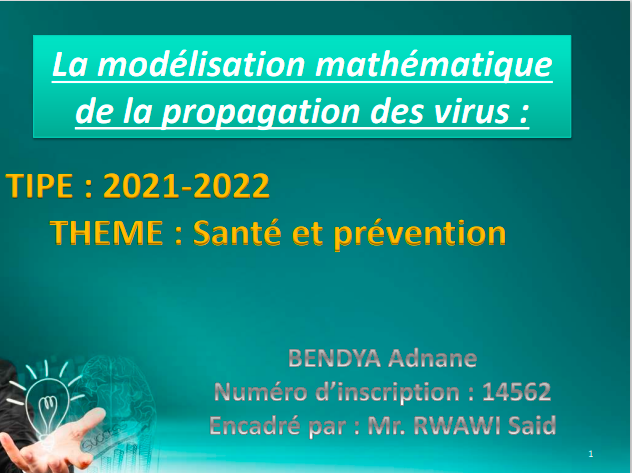 La modélisation mathématique
de la propagation des virus :
TIPE : 2021-2022
THEME : Santé et prévention
BENDYA Adnane
Numéro d’inscription : 14562
Encadré par : Mr. RWAWI Said
1